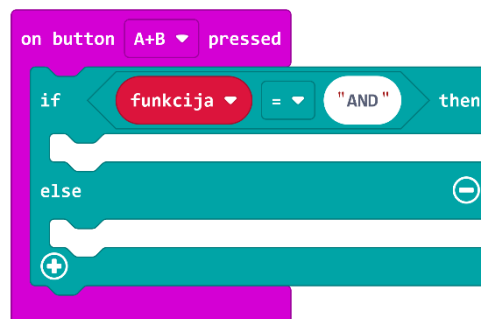 on button A+B pressed
if funkcija = "AND" then
else